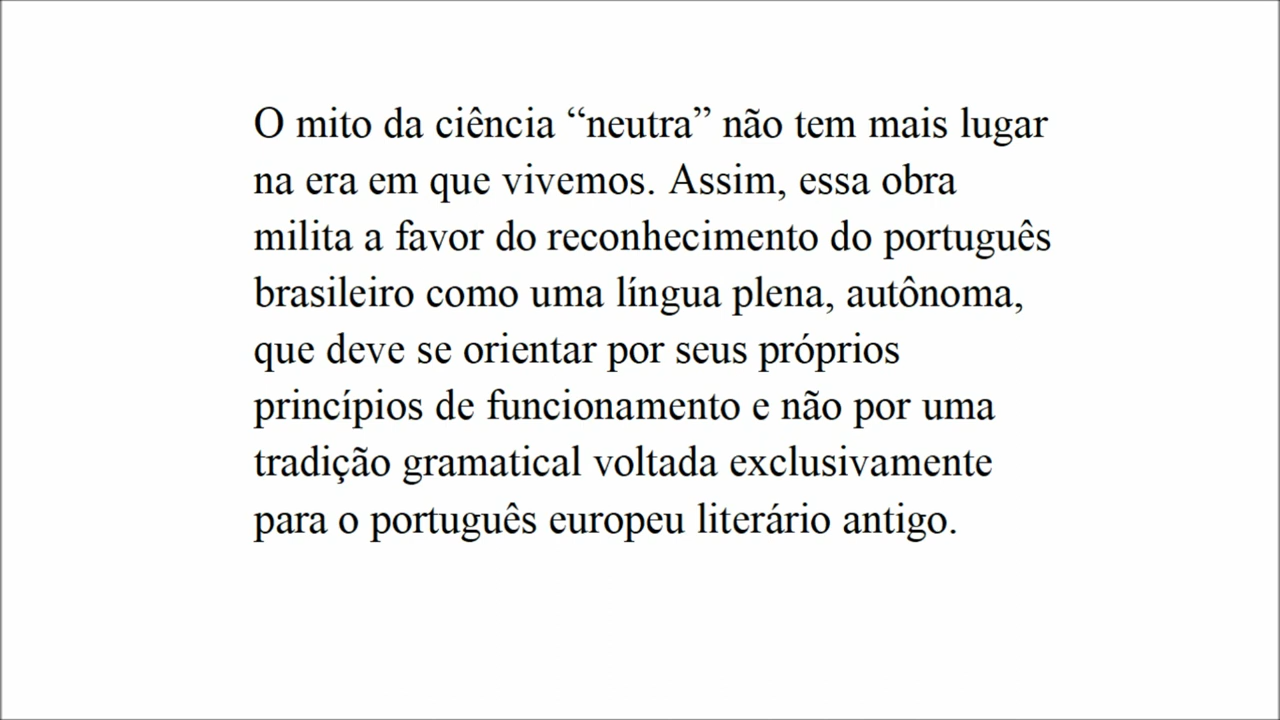 O mito da ciência “neutra” não tem mais lugar
na era em que vivemos. Assim, essa obra
milita a favor do reconhecimento do português
brasileiro como uma língua plena, autônoma,
que deve se orientar por seus próprios
princípios de funcionamento e não por uma
tradição gramatical voltada exclusivamente
para o português europeu literário antigo.